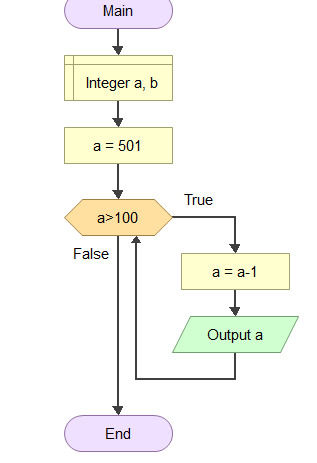 Main
Integer a, b
a = 501
a>100
True
False
a = a-1
Output a
End